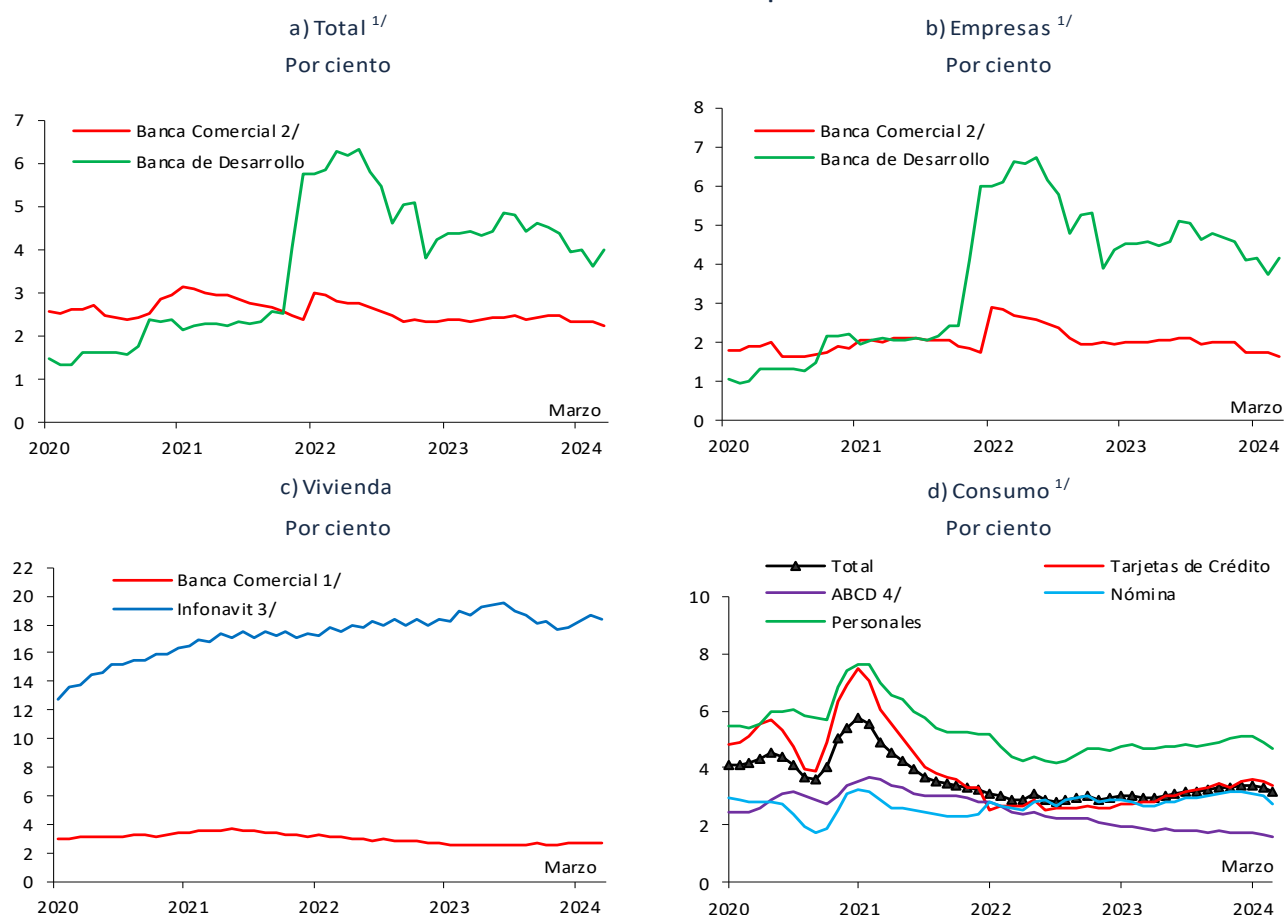 a) Total 1/
Por ciento
7
6
5
4
3
2
1
0
Banca Comercial 2/
Banca de Desarrollo
Marzo
2020 2021 2022 2023 2024
b) Empresas 1/
Por ciento
8
7
6
5
4
3
2
1
0
Banca Comercial 2/
Banca de Desarrollo
Marzo
2020 2021 2022 2023 2024
c) Vivienda
Por ciento
22
20
18
16
14
12
10
8
6
4
2
0
Banca Comercial 1/
Infonavit 3/
Marzo
2020 2021 2022 2023 2024
d) Consumo 1/
Por ciento
Total Tarjetas de Crédito
ABCD 4/ Nómina
Personales
10
8
6
4
2
0
Marzo
2020 2021 2022 2023 2024